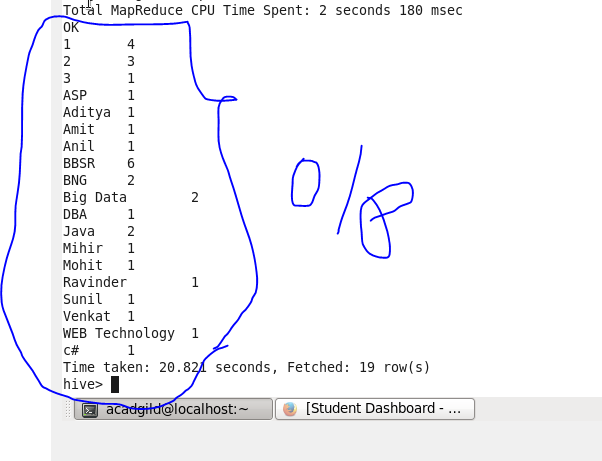 Total MapReduce CPU Time Spent: 2 seconds 180 msec
OK
1 4
2 3
3 1
ASP 1
Aditya 1
Amit 1
Anil 1
BBSR 6
BNG 2
Big Data 2
DBA 1
Java 2
Mihir 1
Mohit 1
Ravinder 1
Sunil 1
Venkat 1
WEB Technology 1
c# 1
Time taken: 20.821 seconds, Fetched: 19 row(s)
hive>
O/P
acadgild@localhost:~
[Student Dashboard - ...